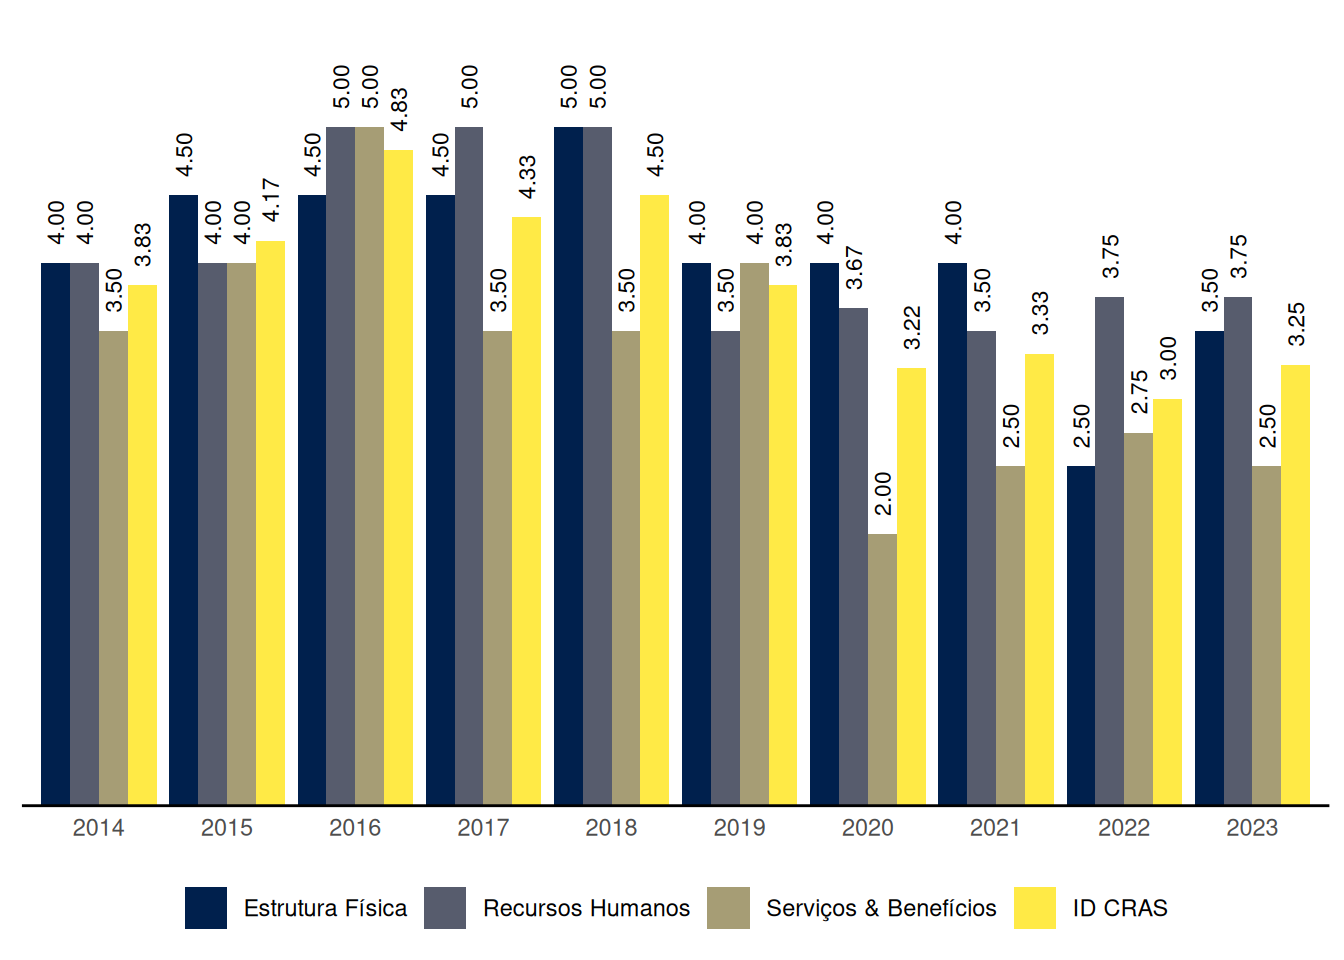 4.00 4.00 3.50 3.83
4.50 4.00 4.00 4.17
4.50 5.00 5.00 4.83
4.50 5.00 3.50 4.33
5.00 5.00 3.50 4.50
4.00 3.50 4.00 3.83
4.00 3.67 2.00 3.22
4.00 3.50 2.50 3.33
2.50 3.75 2.75 3.00
3.50 3.75 2.50 3.25
2014 2015 2016 2017 2018 2019 2020 2021 2022 2023
Estrutura Física Recursos Humanos Serviços & Benefícios ID CRAS